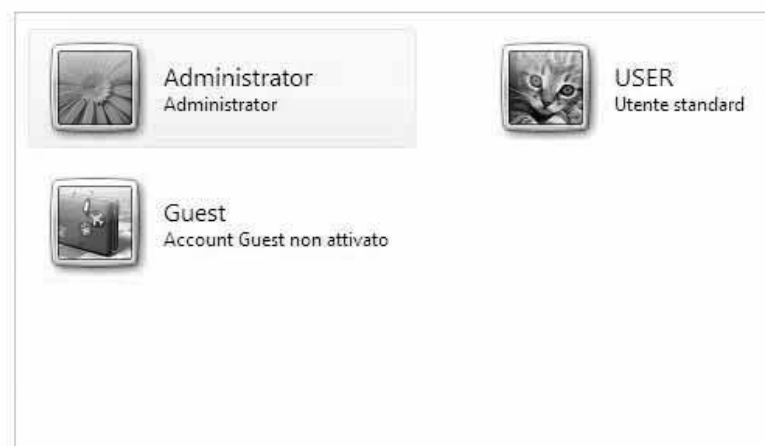 Administrator
Administrator
USER
Utente standard
Guest
Account Guest non attivato